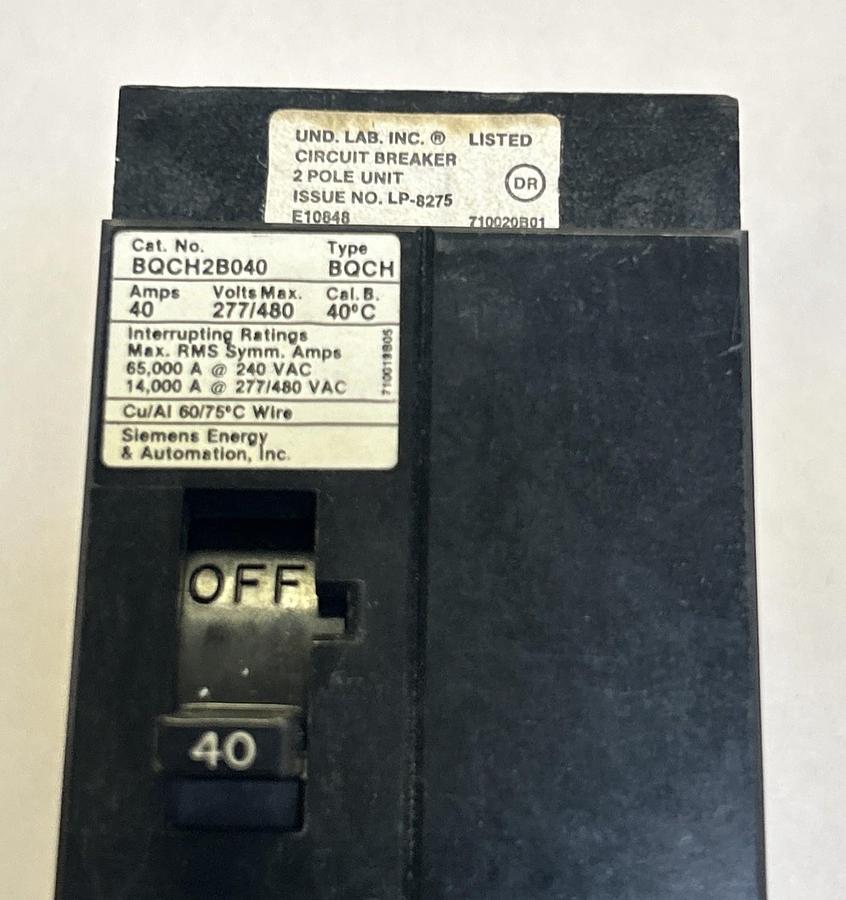 UND. LAB. INC. ® LISTED
CIRCUIT BREAKER
2 POLE UNIT
DR
ISSUE NO. LP-8275
E10848 710020B01
Cat. No. Type
BQCH2B040 BQCH
Amps Volts Max. Cal. B.
40 277/480 40°C
Interrupting Ratings
Max. RMS Symm. Amps
65,000 A @ 240 VAC
14,000 A @ 277/480 VAC
710019B05
Cu/Al 60/75°C Wire
Siemens Energy
& Automation, Inc.
OFF
40